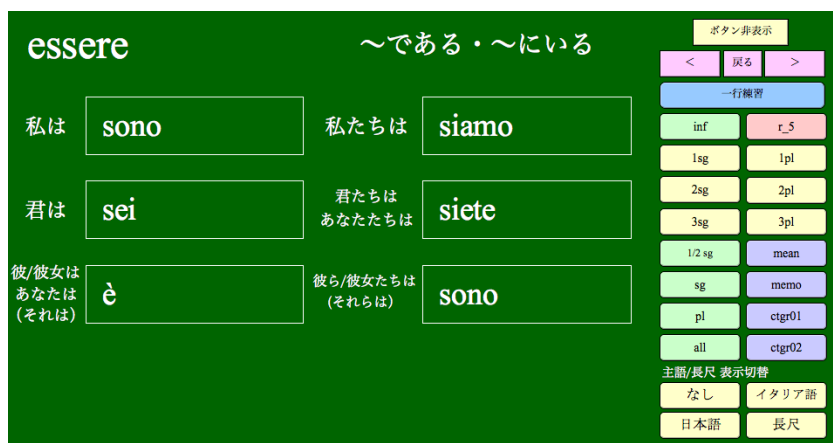 essere
～である・～にいる
私は
sono
私たちは
siamo
君は
sei
君たちは
あなたたちは
siete
彼/彼女は
あなたは
(それは)
è
彼ら/彼女たちは
(それらは)
sono
ボタン非表示
<
戻る
>
一行練習
inf
r_5
1sg
1pl
2sg
2pl
3sg
3pl
1/2 sg
mean
sg
memo
pl
ctgr01
all
ctgr02
主語/長尺 表示切替
なし
イタリア語
日本語
長尺